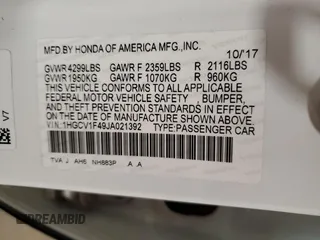 MFD.BY HONDA OF AMERICA MFG.,INC. 10/17
GVWR 4299LBS GAWR F 2359LBS R 2116LBS
GVWR 1950KG GAWR F 1070KG R 960KG
THIS VEHICLE CONFORMS TO ALL APPLICABLE
FEDERAL MOTOR VEHICLE SAFETY , BUMPER,
AND THEFT PREVENTION STANDARDS IN EFFECT
ON THE DATE OF MANUFACTURE SHOWN ABOVE.
V I N:1HGCV1F49JA021392 TYPE:PASSENGER CAR
TVA J AH6 NH883P A A
V7
IDREAMBID